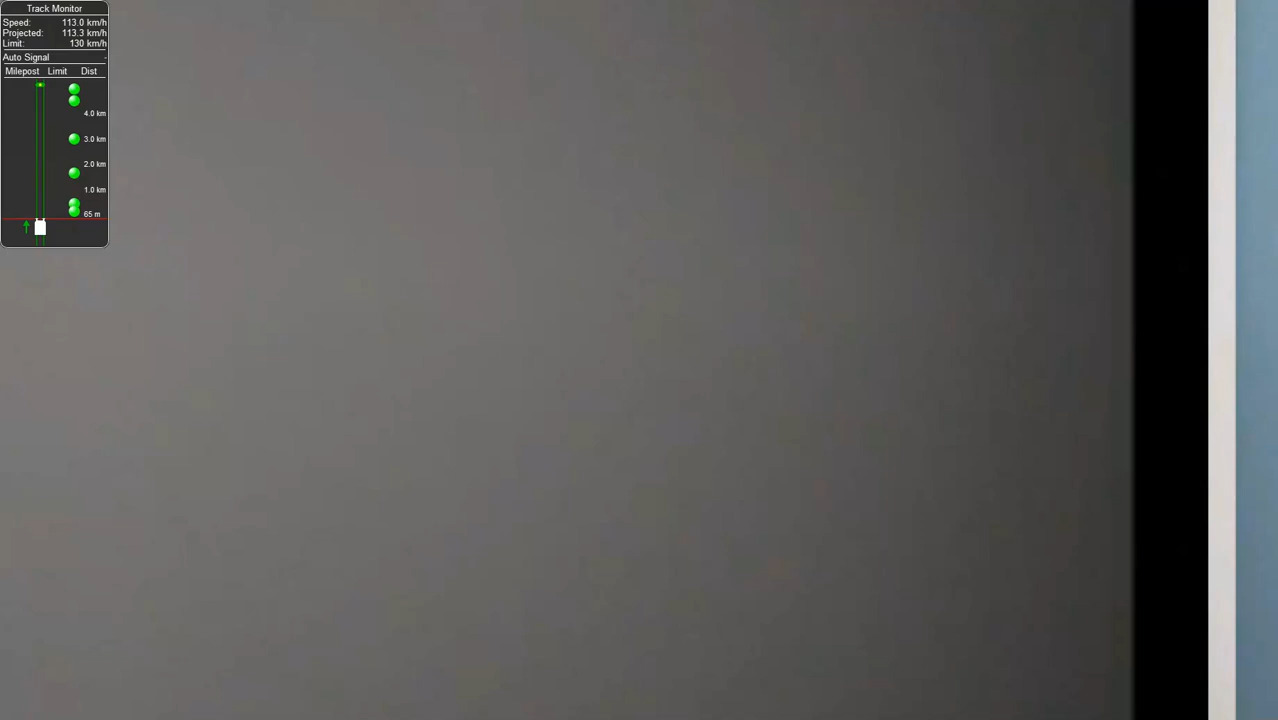 Track Monitor
Speed: 113.0 km/h
Projected: 113.3 km/h
Limit: 130 km/h
Auto Signal -
Milepost Limit Dist
4.0 km
3.0 km
2.0 km
1.0 km
65 m